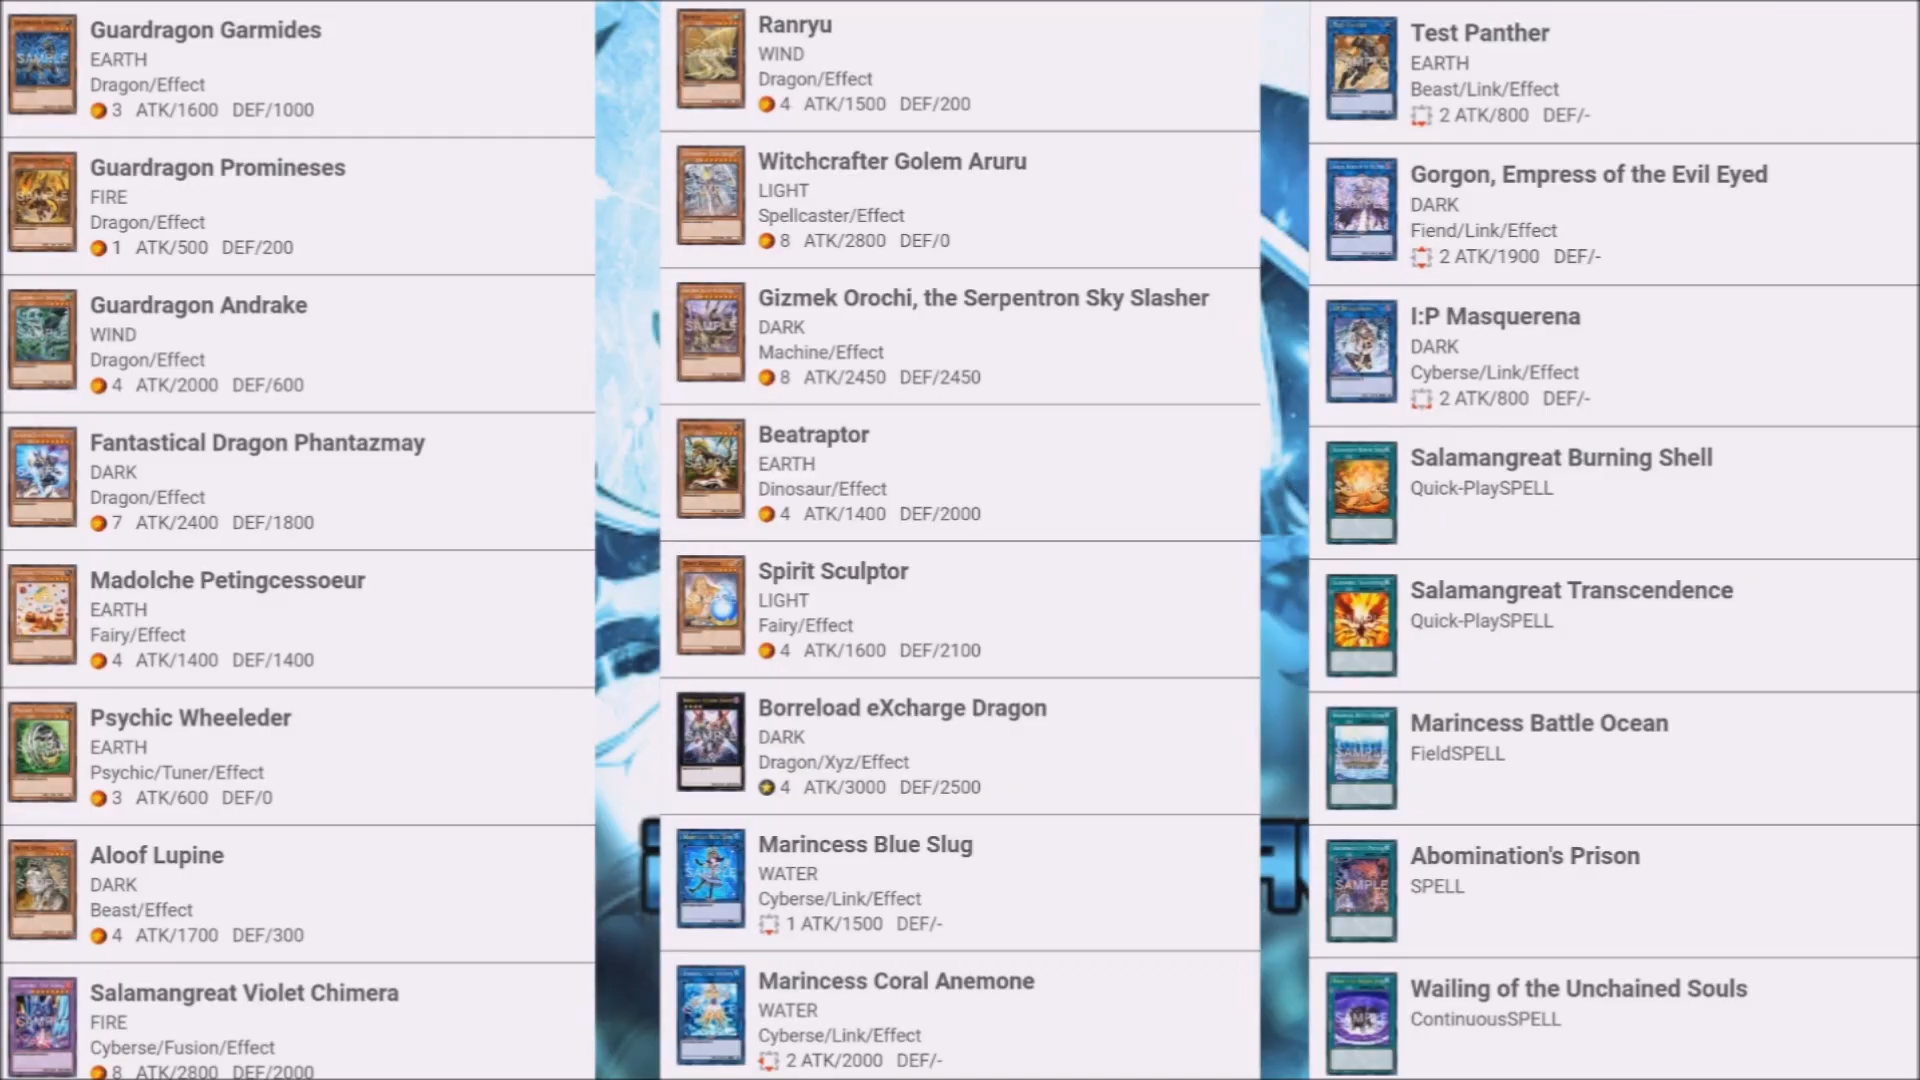 Guardragon Garmides
EARTH
Dragon/Effect
3 ATK/1600 DEF/1000
Guardragon Promineses
FIRE
Dragon/Effect
1 ATK/500 DEF/200
Guardragon Andrake
WIND
Dragon/Effect
4 ATK/2000 DEF/600
Fantastical Dragon Phantazmay
DARK
Dragon/Effect
7 ATK/2400 DEF/1800
Madolche Petingcessoeur
EARTH
Fairy/Effect
4 ATK/1400 DEF/1400
Psychic Wheeleder
EARTH
Psychic/Tuner/Effect
3 ATK/600 DEF/0
Aloof Lupine
DARK
Beast/Effect
4 ATK/1700 DEF/300
Salamangreat Violet Chimera
FIRE
Cyberse/Fusion/Effect
8 ATK/2800 DEF/2000
Ranryu
WIND
Dragon/Effect
4 ATK/1500 DEF/200
Witchcrafter Golem Aruru
LIGHT
Spellcaster/Effect
8 ATK/2800 DEF/0
Gizmek Orochi, the Serpentron Sky Slasher
DARK
Machine/Effect
8 ATK/2450 DEF/2450
Beatraptor
EARTH
Dinosaur/Effect
4 ATK/1400 DEF/2000
Spirit Sculptor
LIGHT
Fairy/Effect
4 ATK/1600 DEF/2100
Borreload eXcharge Dragon
DARK
Dragon/Xyz/Effect
4 ATK/3000 DEF/2500
Marincess Blue Slug
WATER
Cyberse/Link/Effect
1 ATK/1500 DEF/-
Marincess Coral Anemone
WATER
Cyberse/Link/Effect
2 ATK/2000 DEF/-
Test Panther
EARTH
Beast/Link/Effect
2 ATK/800 DEF/-
Gorgon, Empress of the Evil Eyed
DARK
Fiend/Link/Effect
2 ATK/1900 DEF/-
I:P Masquerena
DARK
Cyberse/Link/Effect
2 ATK/800 DEF/-
Salamangreat Burning Shell
Quick-PlaySPELL
Salamangreat Transcendence
Quick-PlaySPELL
Marincess Battle Ocean
FieldSPELL
Abomination's Prison
SPELL
Wailing of the Unchained Souls
ContinuousSPELL